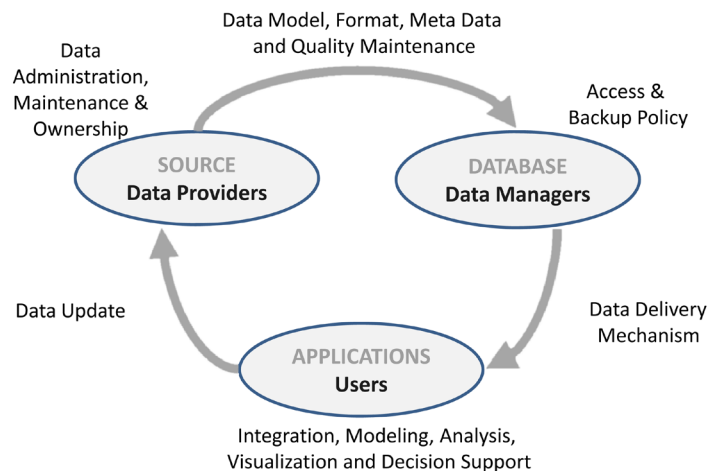 Data Model, Format, Meta Data
and Quality Maintenance
Data
Administration,
Maintenance &
Ownership
Access &
Backup Policy
SOURCE
Data Providers
DATABASE
Data Managers
Data Update
Data Delivery
Mechanism
APPLICATIONS
Users
Integration, Modeling, Analysis,
Visualization and Decision Support